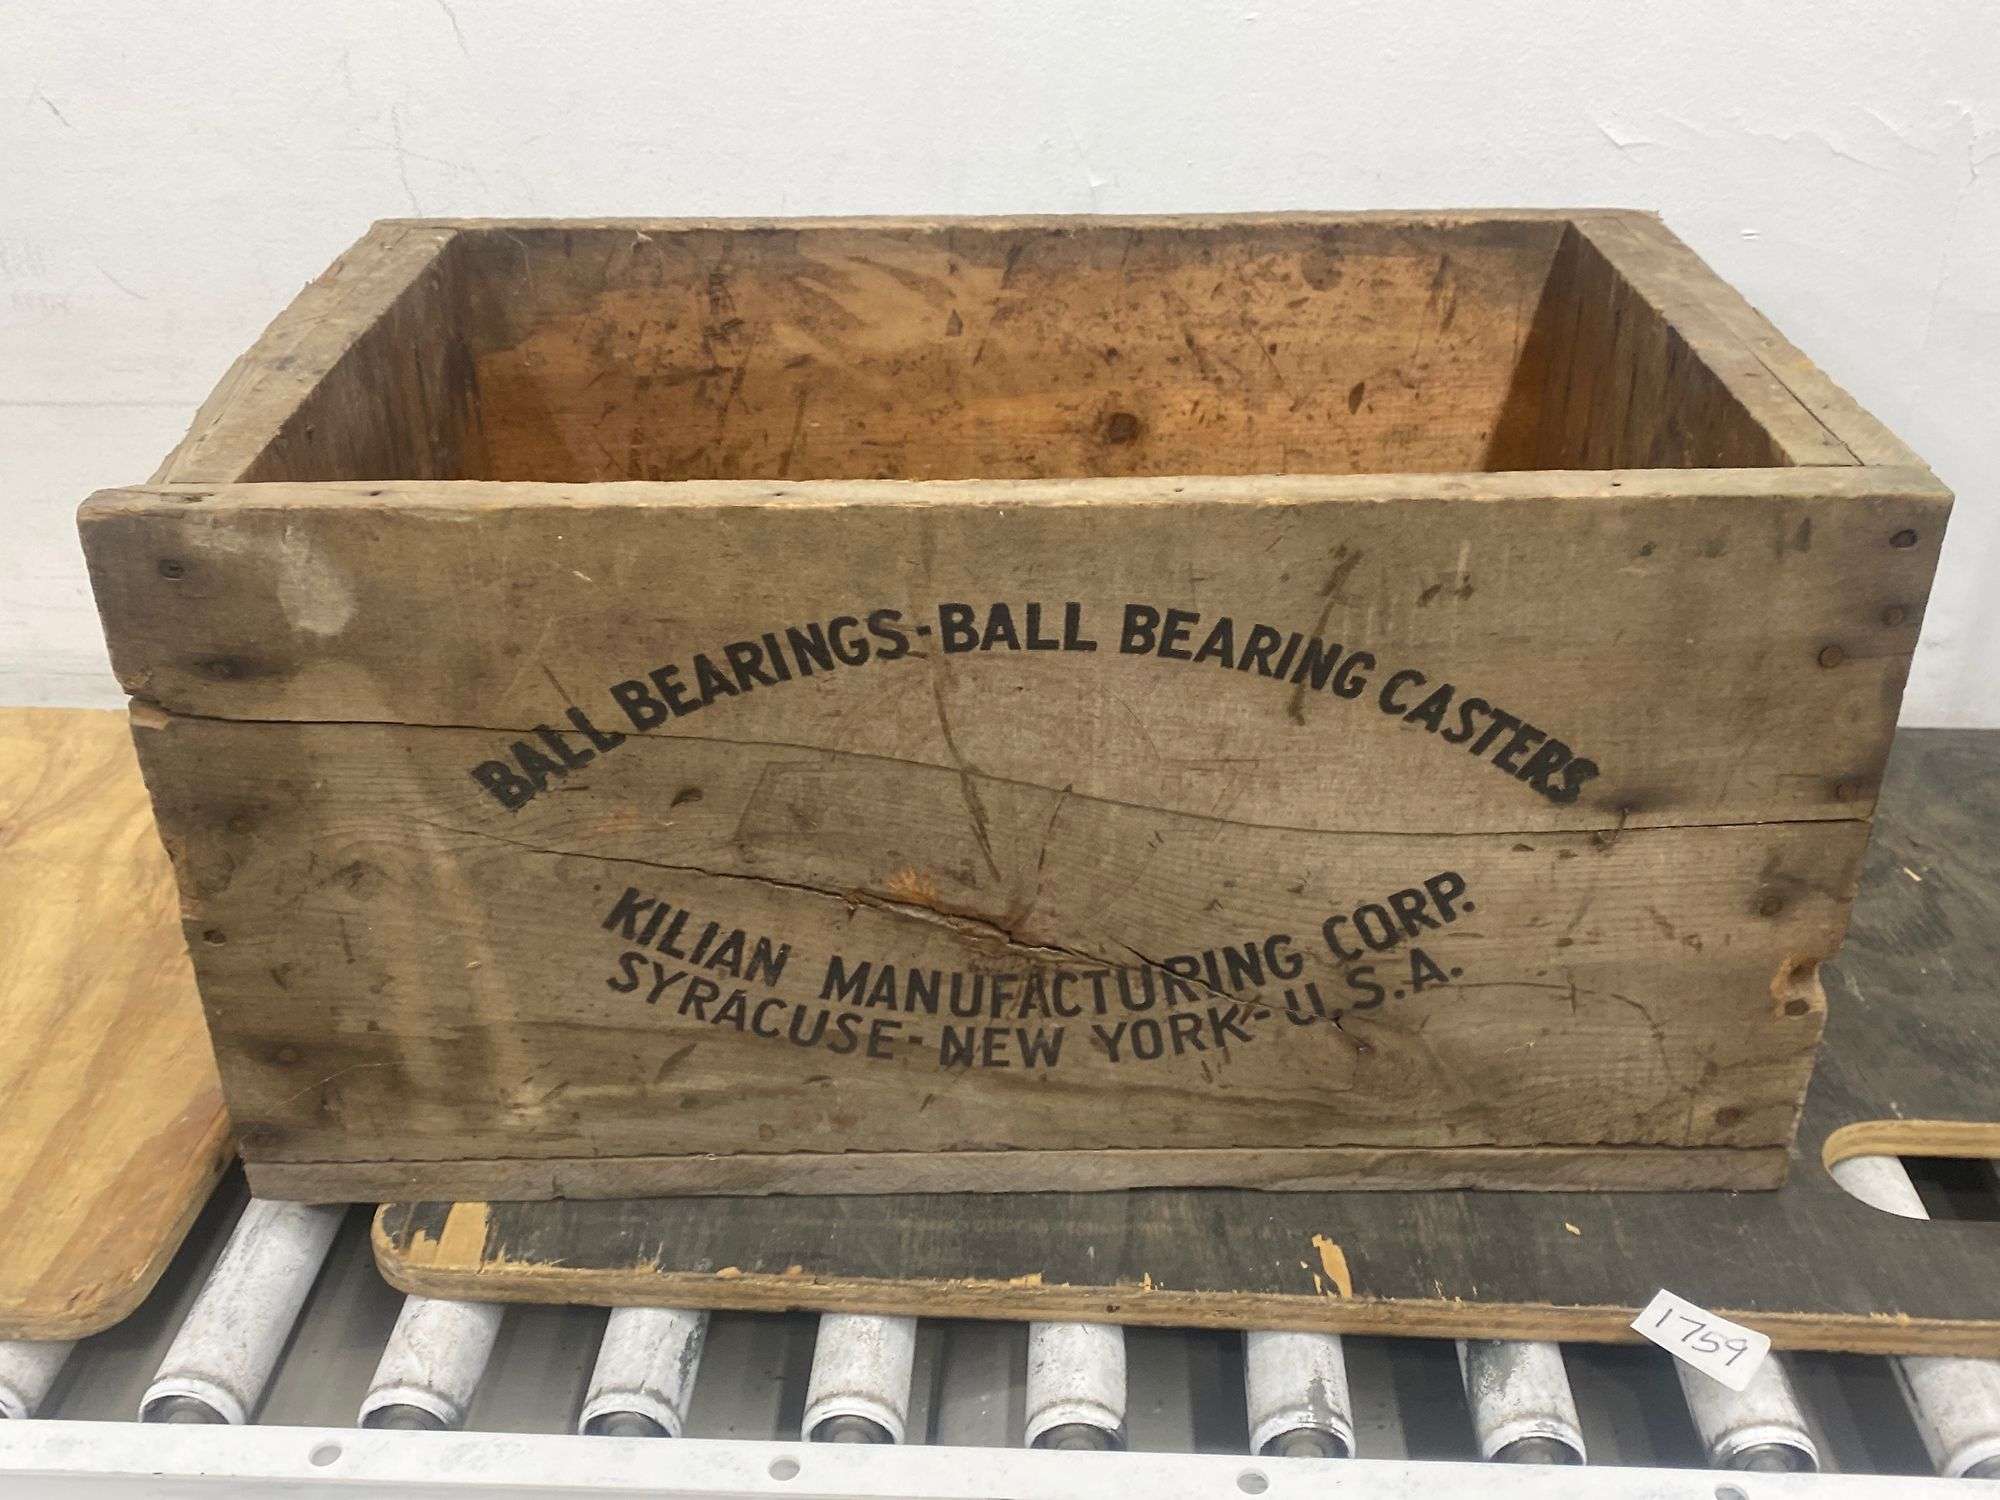 BALL BEARINGS-BALL BEARING CASTERS
KILIAN MANUFACTURING CORP.
SYRACUSE-NEW YORK-U.S.A.
1759